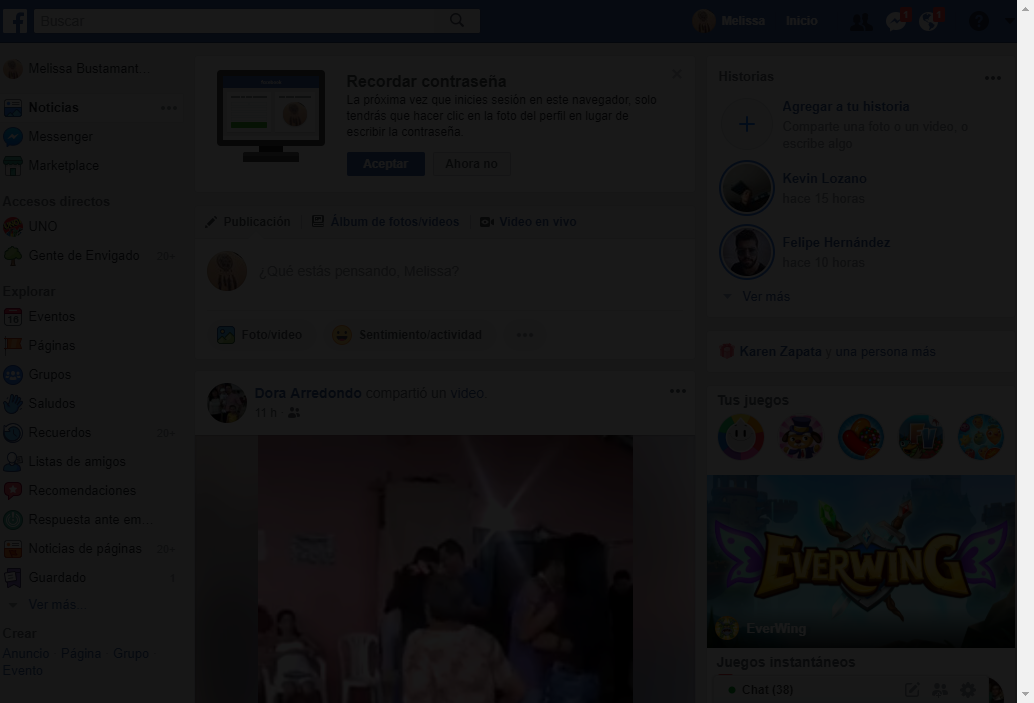 Buscar
Melissa
Inicio
Melissa Bustamant...
Noticias
Messenger
Marketplace
Accesos directos
UNO
Gente de Envigado 20+
Explorar
Eventos
Páginas
Grupos
Saludos
Recuerdos 20+
Listas de amigos
Recomendaciones
Respuesta ante em...
Noticias de páginas 20+
Guardado 1
Ver más...
Crear
Anuncio Página Grupo
Evento
Recordar contraseña
La próxima vez que inicies sesión en este navegador, solo
tendrás que hacer clic en la foto del perfil en lugar de
escribir la contraseña.
Aceptar
Ahora no
Publicación
Álbum de fotos/videos
Video en vivo
¿Qué estás pensando, Melissa?
Foto/video
Sentimiento/actividad
Dora Arredondo compartió un video.
11 h
Historias
Agregar a tu historia
Comparte una foto o un video, o
escribe algo
Kevin Lozano
hace 15 horas
Felipe Hernández
Ver más
Karen Zapata y una persona más
Tus juegos
EVERWING
EverWing
Juegos instantáneos
Chat (38)